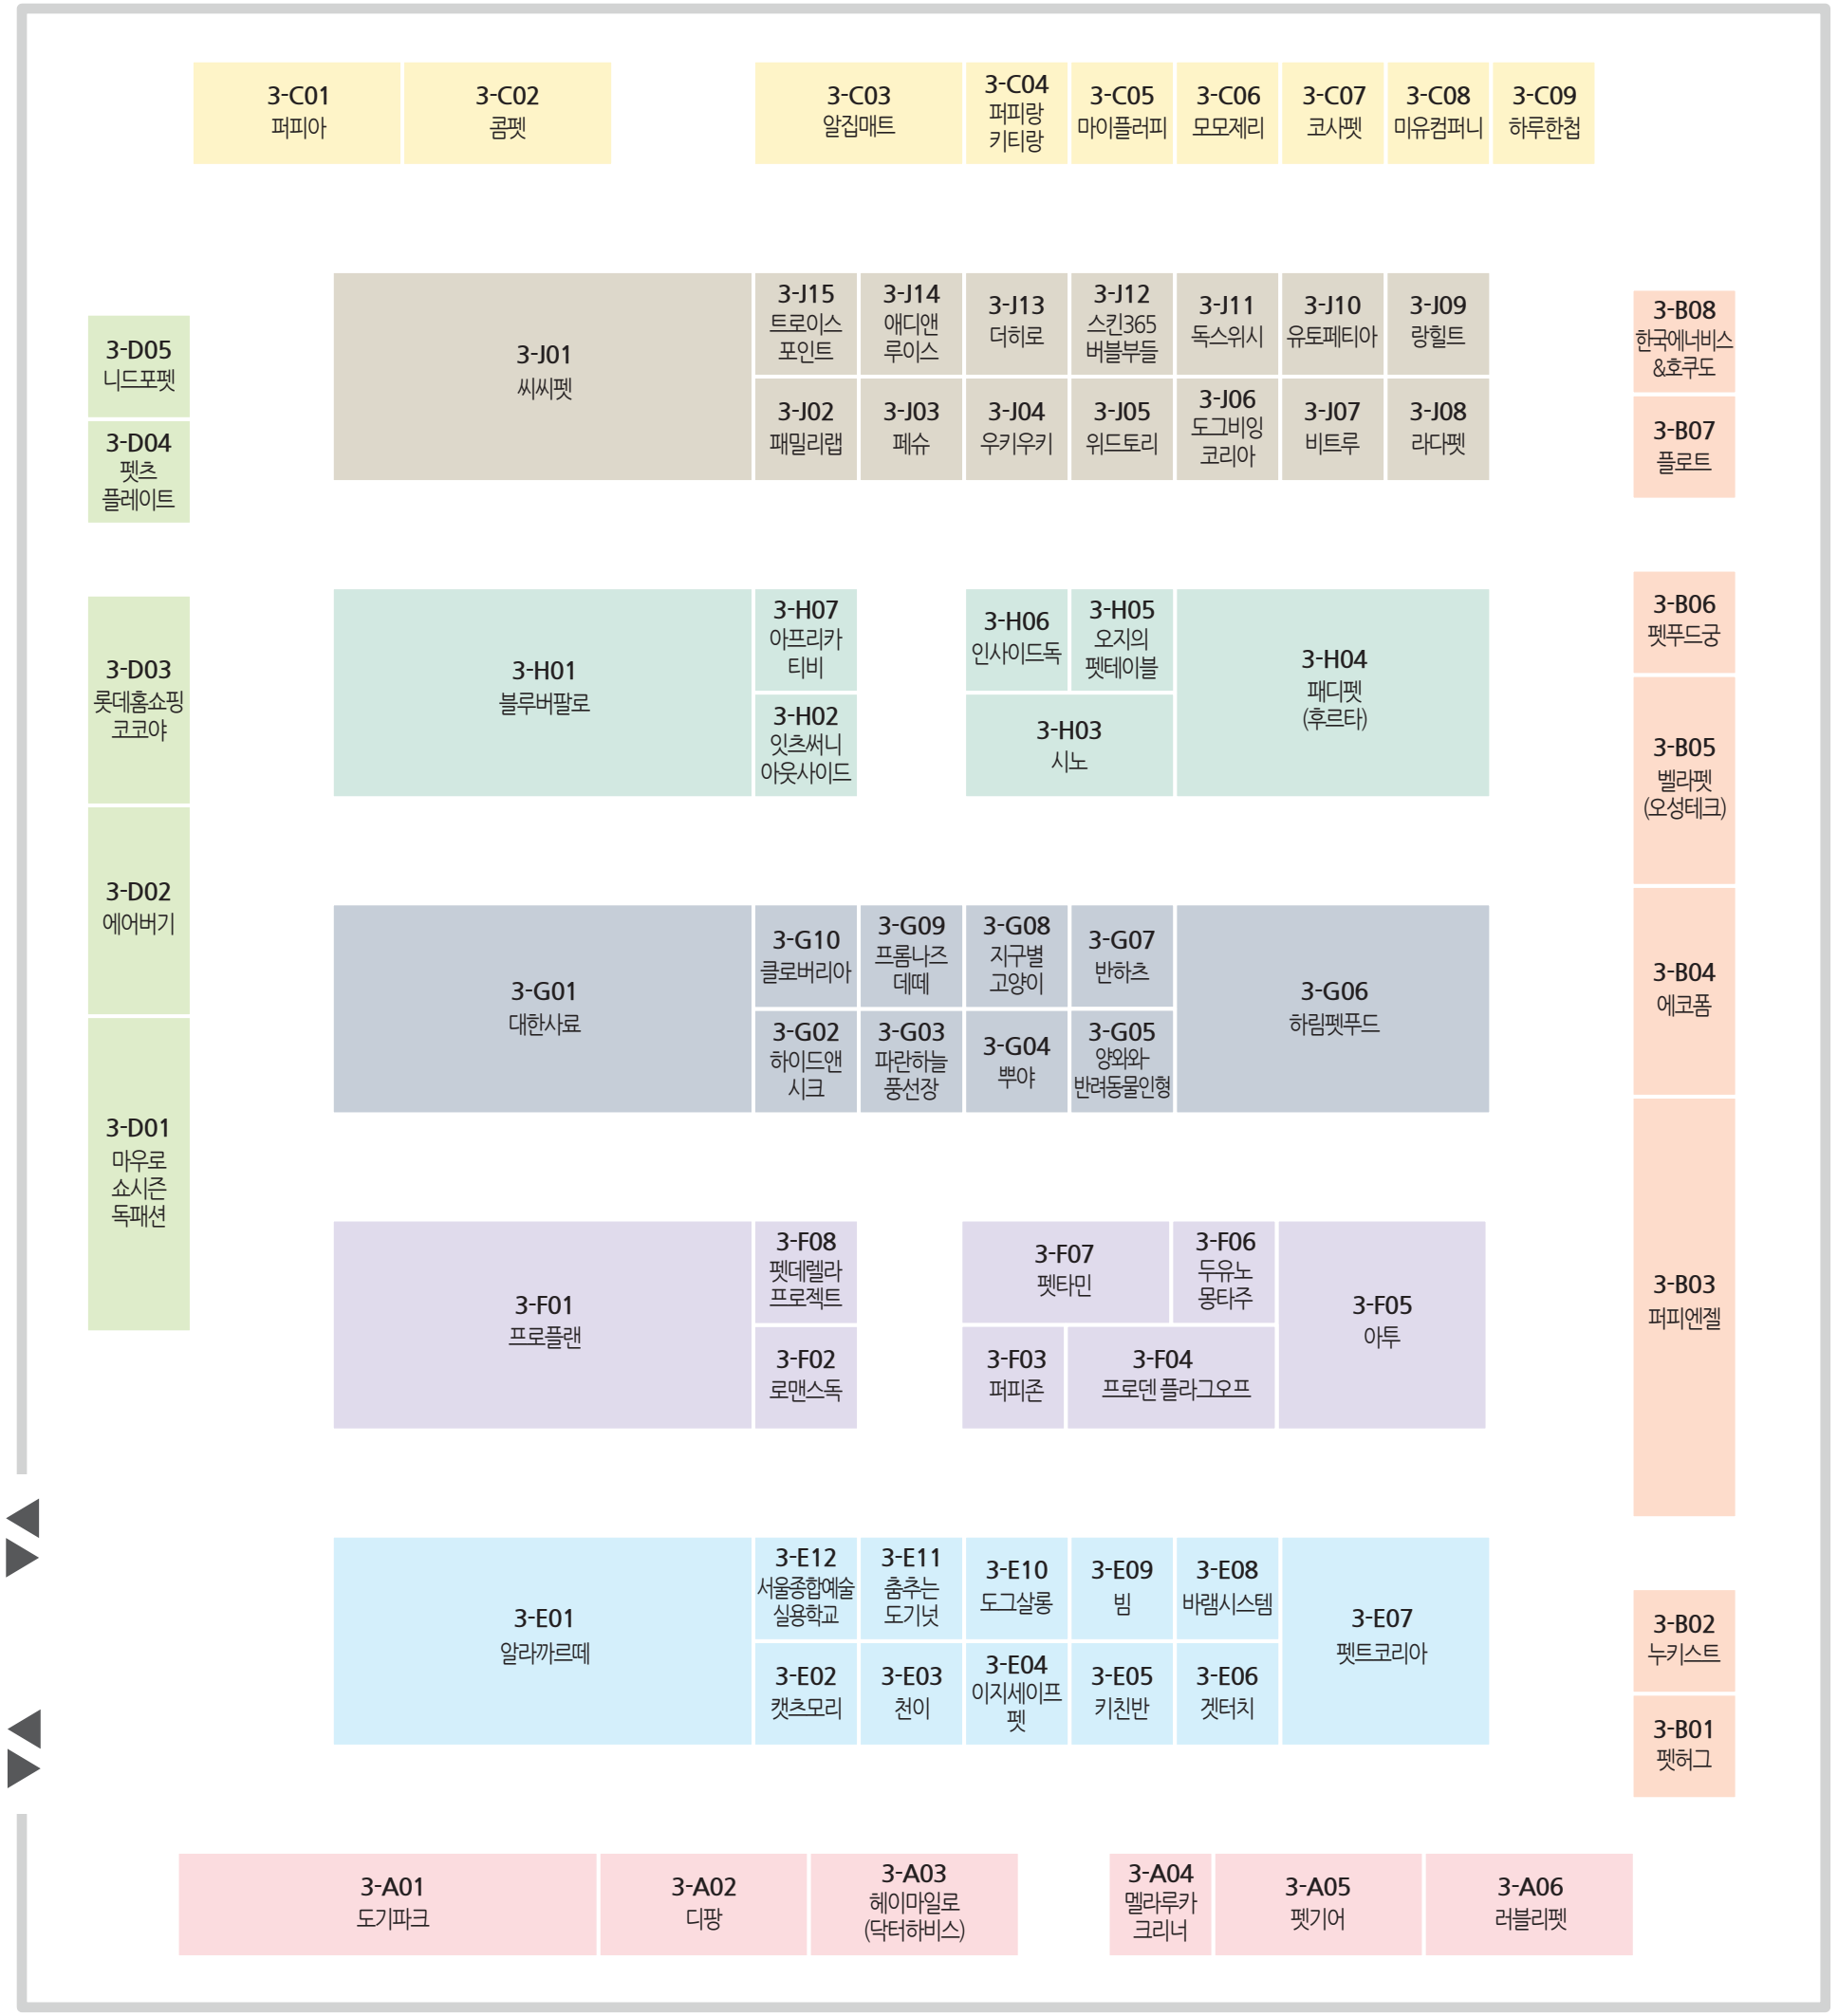 3-C01
퍼피아
3-C02
콤펫
3-C03
알집매트
3-C04
퍼피랑
키티랑
3-C05
마이플러피
3-C06
모모제리
3-C07
코사펫
3-C08
미유컴퍼니
3-C09
하루한첩
3-J01
씨씨펫
3-J15
트로이스
포인트
3-J14
애디앤
루이스
3-J13
더히로
3-J12
스킨365
버블부들
3-J11
독스위시
3-J10
유토페티아
3-J09
랑힐트
3-J02
패밀리랩
3-J03
페슈
3-J04
우키우키
3-J05
위드토리
3-J06
도그비잉
코리아
3-J07
비트루
3-J08
라다펫
3-D05
니드포펫
3-D04
펫츠
플레이트
3-D03
롯데홈쇼핑
코코야
3-D02
에어버기
3-D01
마우로
쇼시즌
독패션
3-B08
한국에너비스
&호쿠도
3-B07
플로트
3-B06
펫푸드궁
3-B05
벨라펫
(오성테크)
3-B04
에코폼
3-B03
퍼피엔젤
3-B02
누키스트
3-B01
펫허그
3-H01
블루버팔로
3-H07
아프리카
티비
3-H02
잇츠써니
아웃사이드
3-H06
인사이드독
3-H05
오지의
펫테이블
3-H03
시노
3-H04
패디펫
(후르타)
3-G01
대한사료
3-G10
클로버리아
3-G09
프롬나즈
데떼
3-G08
지구별
고양이
3-G07
반하츠
3-G02
하이드앤
시크
3-G03
파란하늘
풍선장
3-G04
뿌야
3-G05
양와와-
반려동물인형
3-G06
하림펫푸드
3-F01
프로플랜
3-F08
펫데렐라
프로젝트
3-F02
로맨스독
3-F07
펫타민
3-F06
두유노
몽타주
3-F03
퍼피존
3-F04
프로덴 플라그오프
3-F05
아투
3-E01
알라까르떼
3-E12
서울종합예술
실용학교
3-E11
춤추는
도기넛
3-E10
도그살롱
3-E09
빔
3-E08
바램시스템
3-E02
캣츠모리
3-E03
천이
3-E04
이지세이프
펫
3-E05
키친반
3-E06
겟터치
3-E07
펫트코리아
3-A01
도기파크
3-A02
디팡
3-A03
헤이마일로
(닥터하비스)
3-A04
멜라루카
크리너
3-A05
펫기어
3-A06
러블리펫